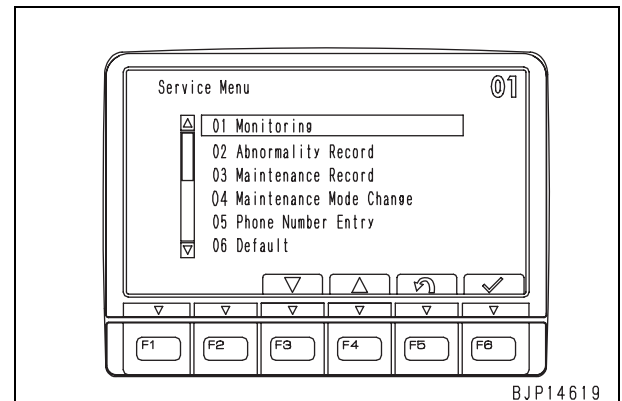 Service Menu 01
01 Monitoring
02 Abnormality Record
03 Maintenance Record
04 Maintenance Mode Change
05 Phone Number Entry
06 Default
F1 F2 F3 F4 F5 F6
BJP14619